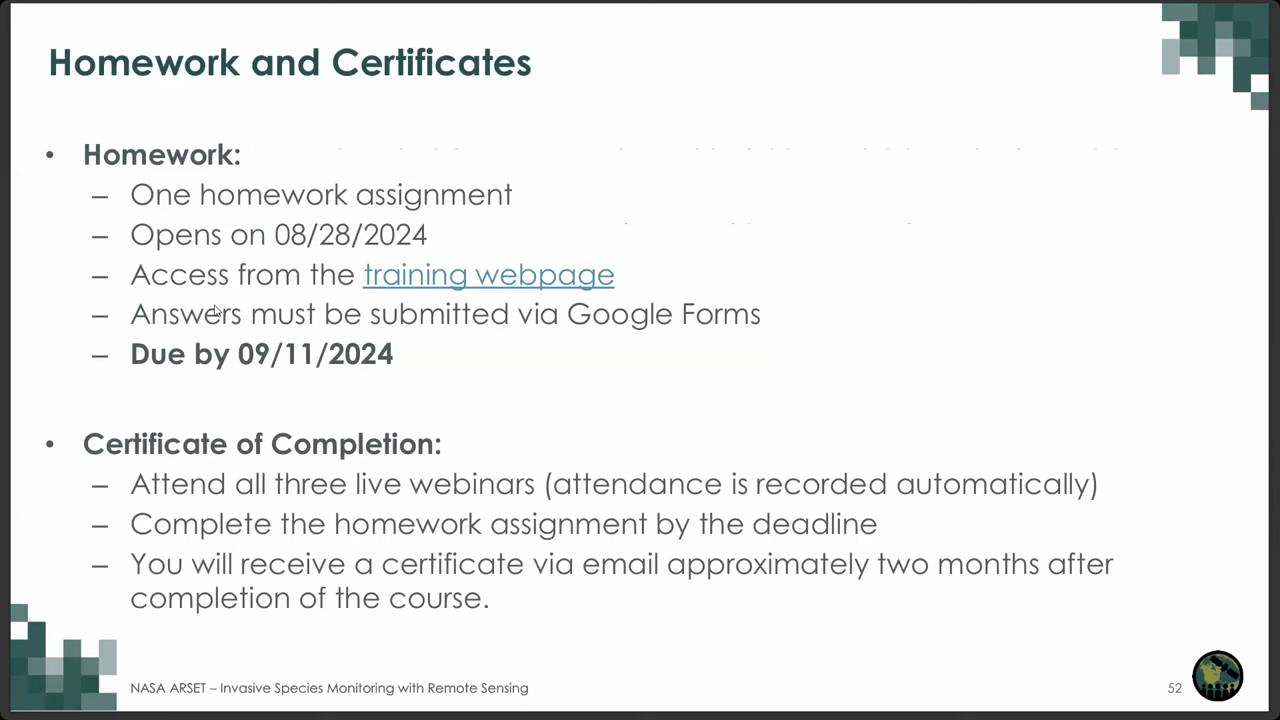 Homework and Certificates
• Homework:
– One homework assignment
– Opens on 08/28/2024
– Access from the training webpage
– Answers must be submitted via Google Forms
– Due by 09/11/2024
• Certificate of Completion:
– Attend all three live webinars (attendance is recorded automatically)
– Complete the homework assignment by the deadline
– You will receive a certificate via email approximately two months after
completion of the course.
NASA ARSET – Invasive Species Monitoring with Remote Sensing
52